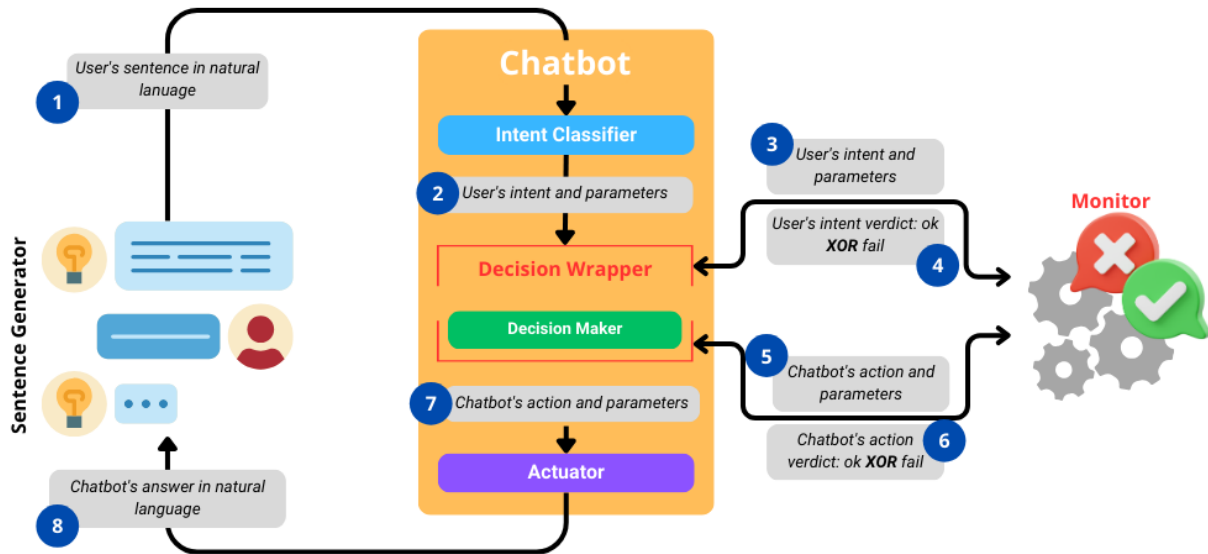 1
User's sentence in natural
lanuage
Chatbot
Intent Classifier
2
User's intent and parameters
3
User's intent and
parameters
User's intent verdict: ok
XOR fail
4
Monitor
Decision Wrapper
Decision Maker
5
Chatbot's action and
parameters
Chatbot's action
verdict: ok XOR fail
6
7
Chatbot's action and parameters
Actuator
Chatbot's answer in natural
language
8
Sentence Generator